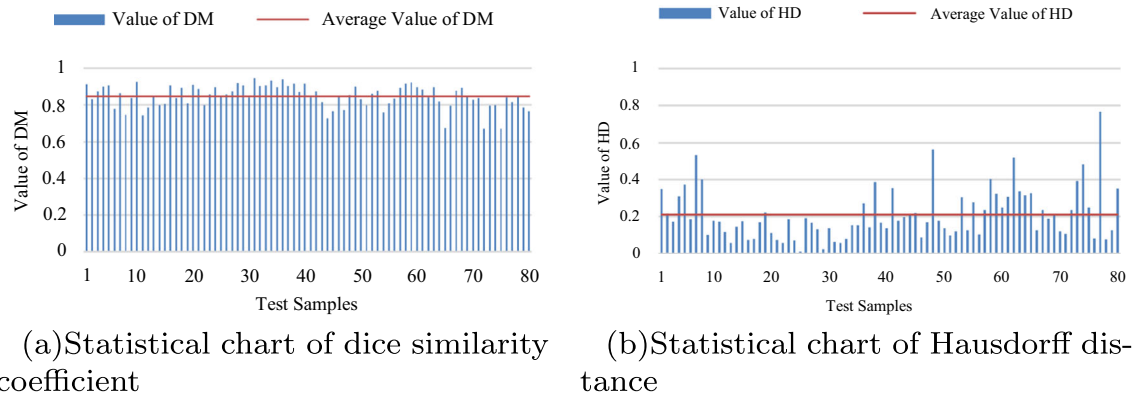 Value of DM Average Value of DM
1
0.8
0.6
0.4
0.2
0
Value of DM
1 10 20 30 40 50 60 70 80
Test Samples
(a)Statistical chart of dice similarity
coefficient
Value of HD Average Value of HD
1
0.8
0.6
0.4
0.2
0
Value of HD
1 10 20 30 40 50 60 70 80
Test Samples
(b)Statistical chart of Hausdorff dis-
tance